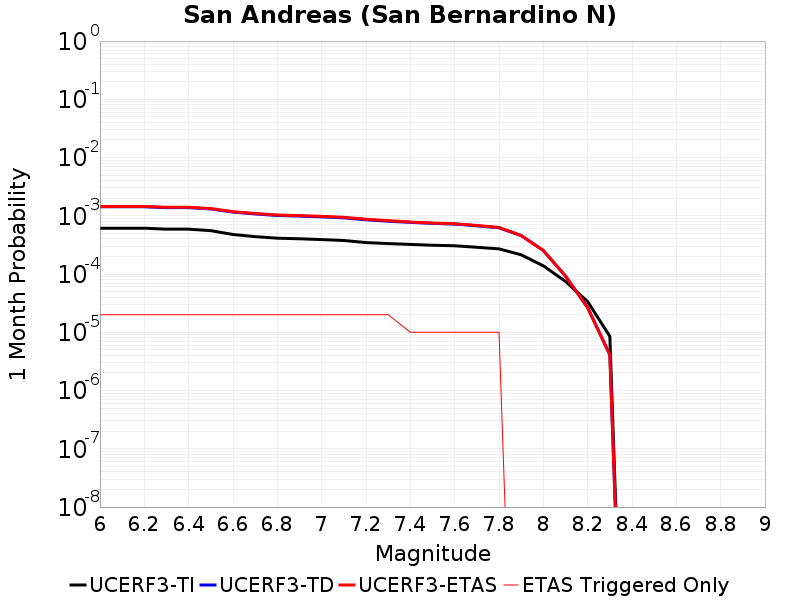 San Andreas (San Bernardino N)
1 Month Probability
10^0
10^-1
10^-2
10^-3
10^-4
10^-5
10^-6
10^-7
10^-8
6 6.2 6.4 6.6 6.8 7 7.2 7.4 7.6 7.8 8 8.2 8.4 8.6 8.8 9
Magnitude
UCERF3-TI UCERF3-TD UCERF3-ETAS ETAS Triggered Only